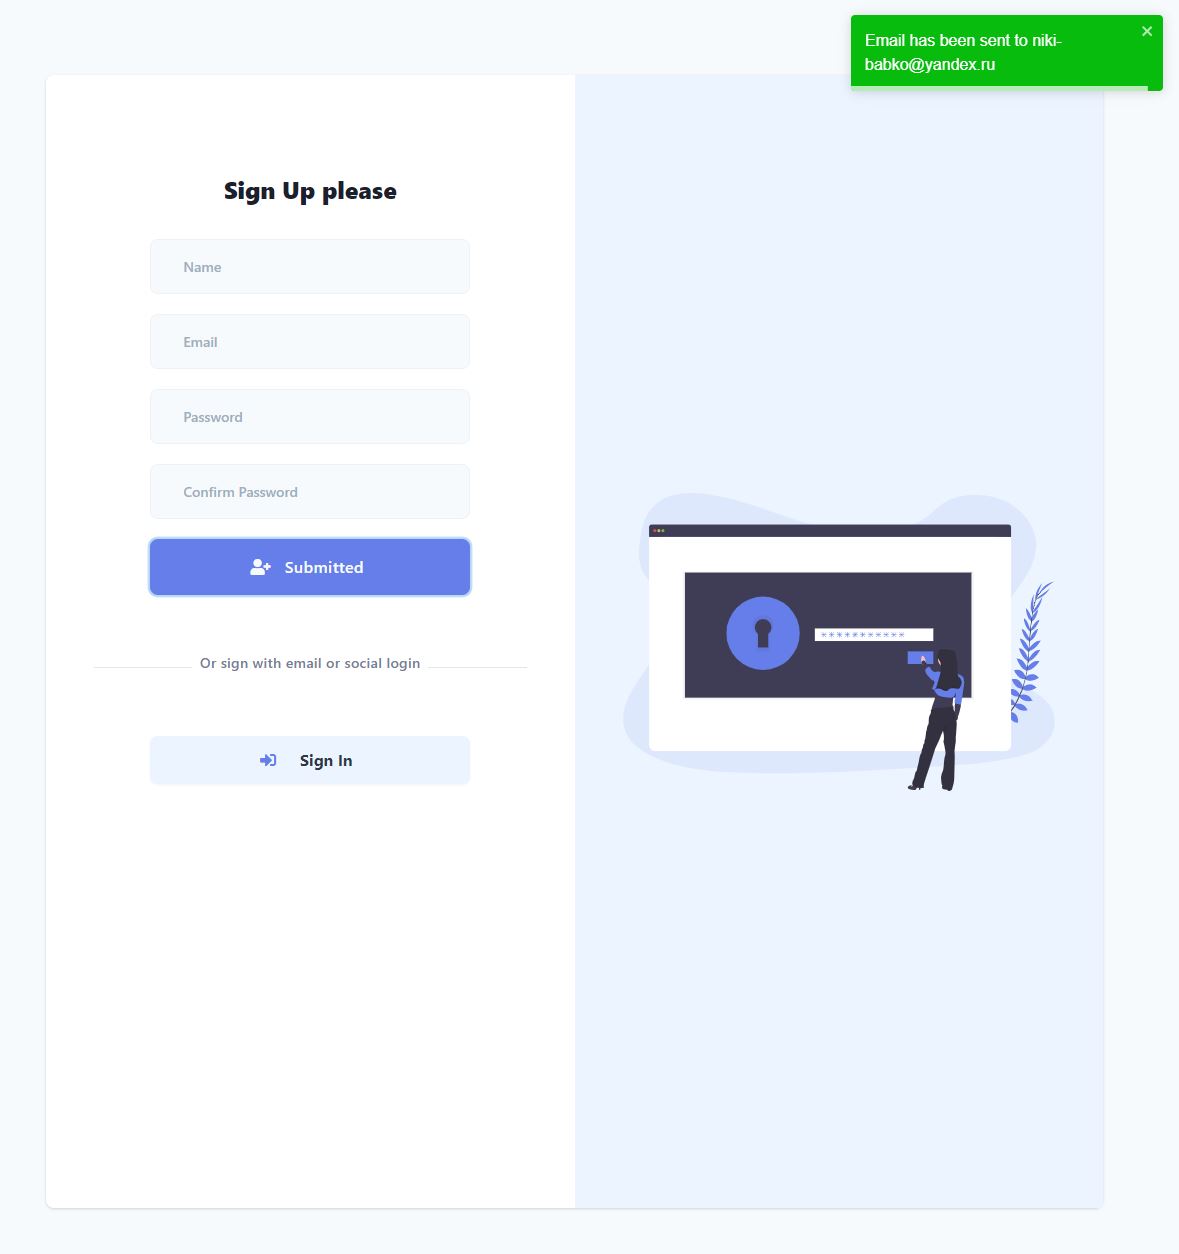 Email has been sent to niki-
babko@yandex.ru
Sign Up please
Name
Email
Password
Confirm Password
Submitted
Or sign with email or social login
Sign In
***********